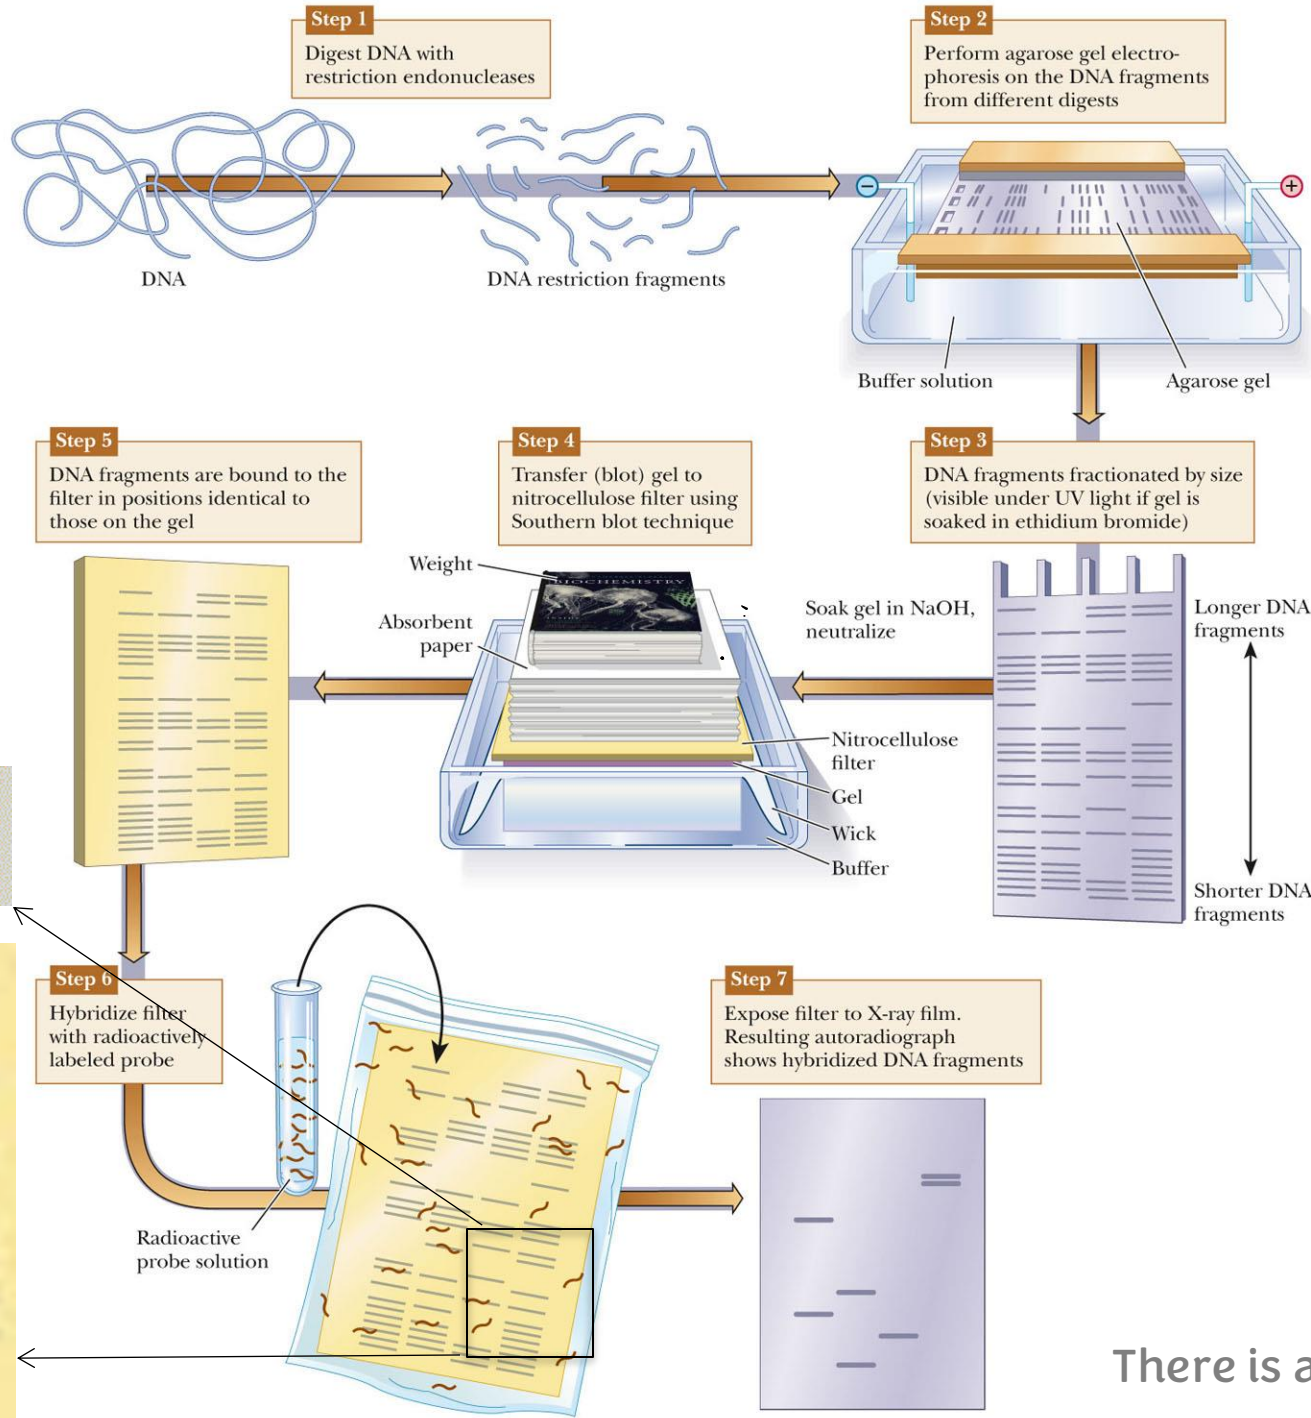 Step 1
Digest DNA with
restriction endonucleases
Step 2
Perform agarose gel electro-
phoresis on the DNA fragments
from different digests
DNA
DNA restriction fragments
−
+
Buffer solution
Agarose gel
Step 5
DNA fragments are bound to the
filter in positions identical to
those on the gel
Step 4
Transfer (blot) gel to
nitrocellulose filter using
Southern blot technique
Step 3
DNA fragments fractionated by size
(visible under UV light if gel is
soaked in ethidium bromide)
Weight
BIOCHEMISTRY
Absorbent
paper
Soak gel in NaOH,
neutralize
Longer DNA
fragments
Nitrocellulose
filter
Gel
Wick
Buffer
Shorter DNA
fragments
Step 6
Hybridize filter
with radioactively
labeled probe
Step 7
Expose filter to X-ray film.
Resulting autoradiograph
shows hybridized DNA fragments
Radioactive
probe solution
There is a